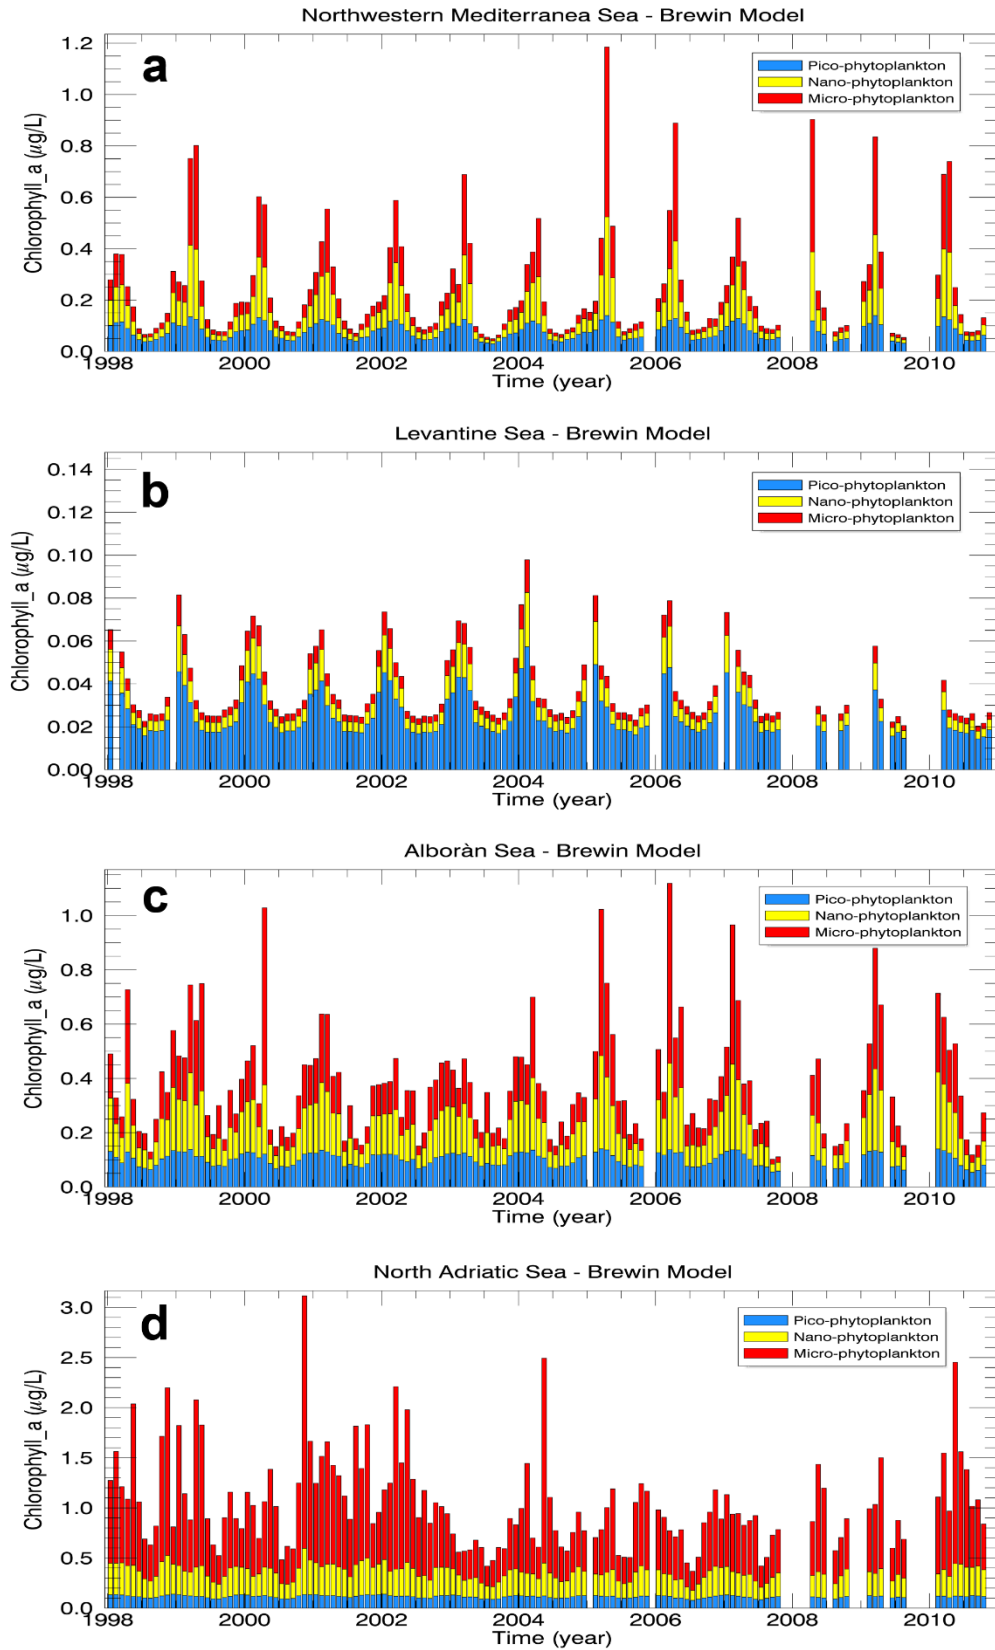 Northwestern Mediterranea Sea - Brewin Model
a
Pico-phytoplankton
Nano-phytoplankton
Micro-phytoplankton
Chlorophyll_a (μg/L)
1.2
1.0
0.8
0.6
0.4
0.2
0.0
1998 2000 2002 2004 2006 2008 2010
Time (year)
Levantine Sea - Brewin Model
b
Pico-phytoplankton
Nano-phytoplankton
Micro-phytoplankton
Chlorophyll_a (μg/L)
0.14
0.12
0.10
0.08
0.06
0.04
0.02
0.00
1998 2000 2002 2004 2006 2008 2010
Time (year)
Alboràn Sea - Brewin Model
c
Pico-phytoplankton
Nano-phytoplankton
Micro-phytoplankton
Chlorophyll_a (μg/L)
1.0
0.8
0.6
0.4
0.2
0.0
1998 2000 2002 2004 2006 2008 2010
Time (year)
North Adriatic Sea - Brewin Model
d
Pico-phytoplankton
Nano-phytoplankton
Micro-phytoplankton
Chlorophyll_a (μg/L)
3.0
2.5
2.0
1.5
1.0
0.5
0.0
1998 2000 2002 2004 2006 2008 2010
Time (year)